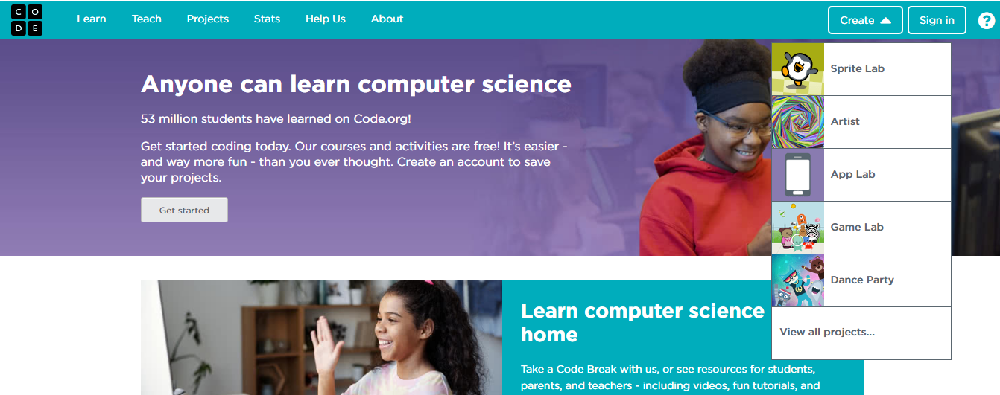 CO
DE
Learn Teach Projects Stats Help Us About Create Sign in ?
Anyone can learn computer science
53 million students have learned on Code.org!
Get started coding today. Our courses and activities are free! It's easier -
and way more fun - than you ever thought. Create an account to save
your projects.
Get started
Sprite Lab
Artist
App Lab
Game Lab
Dance Party
View all projects...
Learn computer science
home
Take a Code Break with us, or see resources for students,
parents, and teachers - including videos, fun tutorials, and